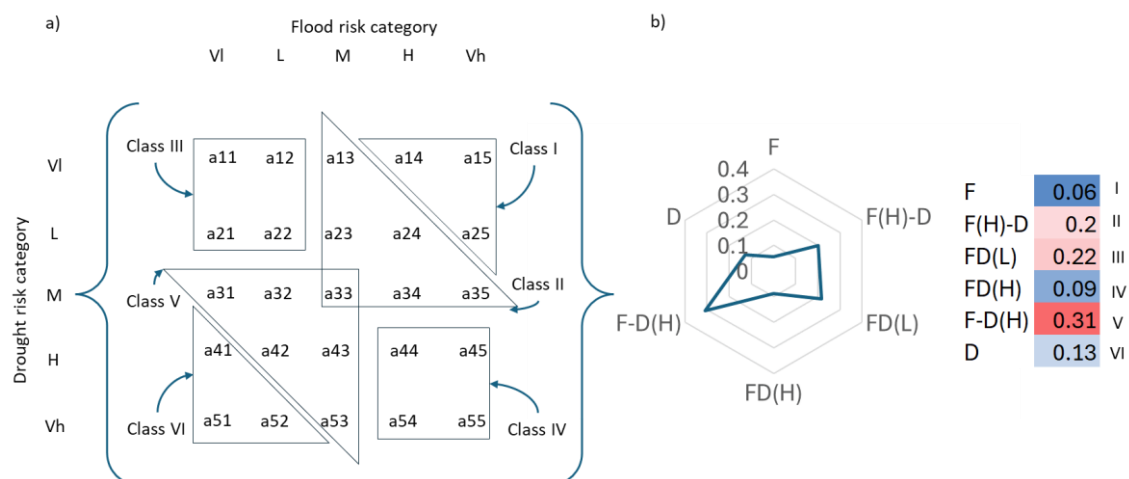 a)
Flood risk category
Vl L M H Vh
Drought risk category
Class III
Class I
Vl a11 a12 a13 a14 a15
L a21 a22 a23 a24 a25
Class V
Class II
M a31 a32 a33 a34 a35
H a41 a42 a43 a44 a45
Vh a51 a52 a53 a54 a55
Class VI
Class IV
b)
F
0.4
0.3
0.2
0.1
0
D
F(H)-D
F-D(H)
FD(L)
FD(H)
F 0.06 I
F(H)-D 0.2 II
FD(L) 0.22 III
FD(H) 0.09 IV
F-D(H) 0.31 V
D 0.13 VI